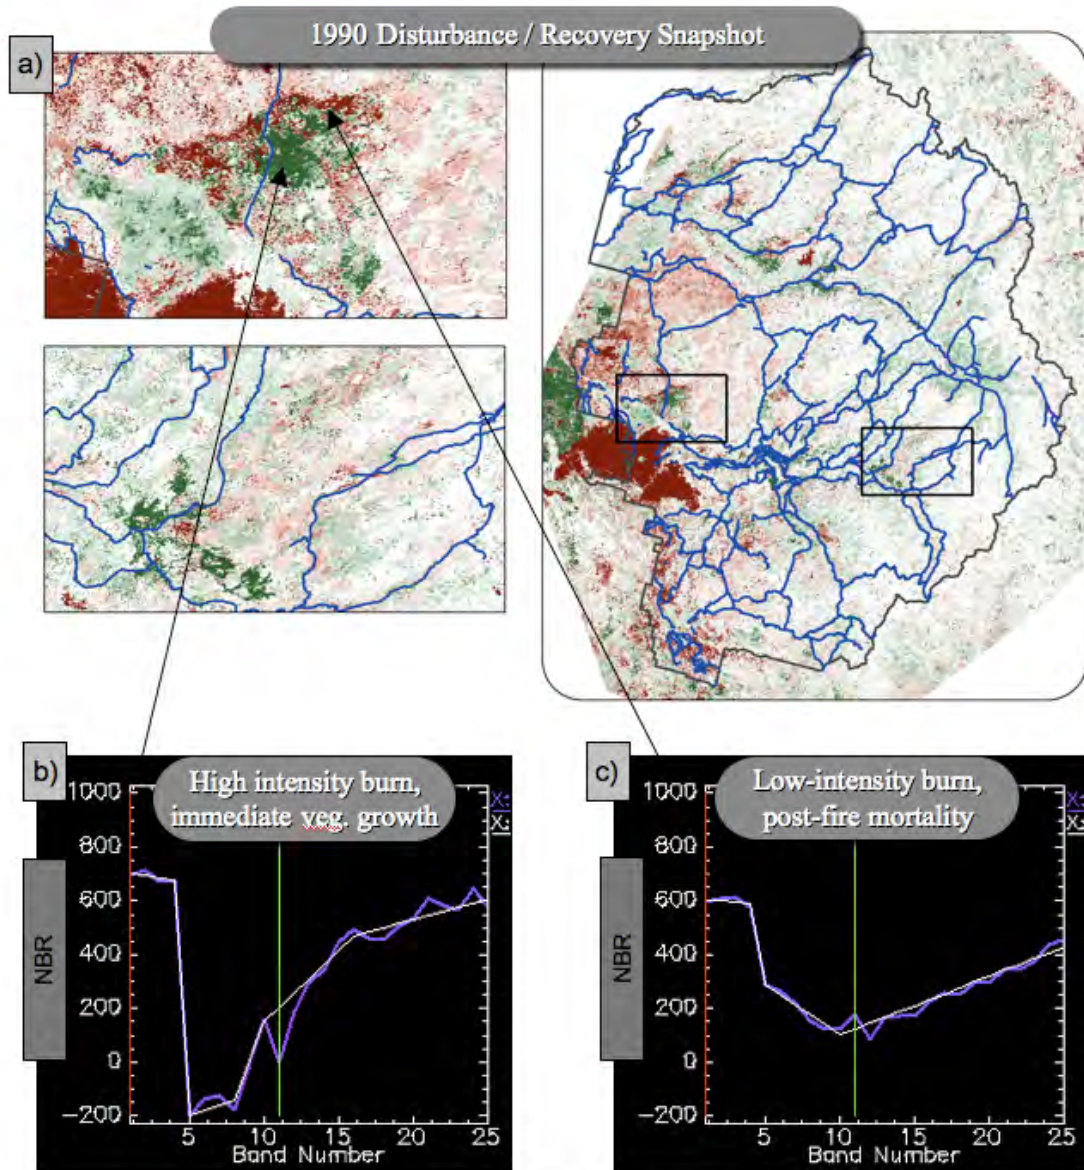 1990 Disturbance / Recovery Snapshot
a)
b)
High intensity burn,
immediate veg. growth
X:
X:
1000
800
600
400
200
0
-200
NBR
5 10 15 20 25
Band Number
c)
Low-intensity burn,
post-fire mortality
X:
X:
1000
800
600
400
200
0
-200
NBR
5 10 15 20 25
Band Number